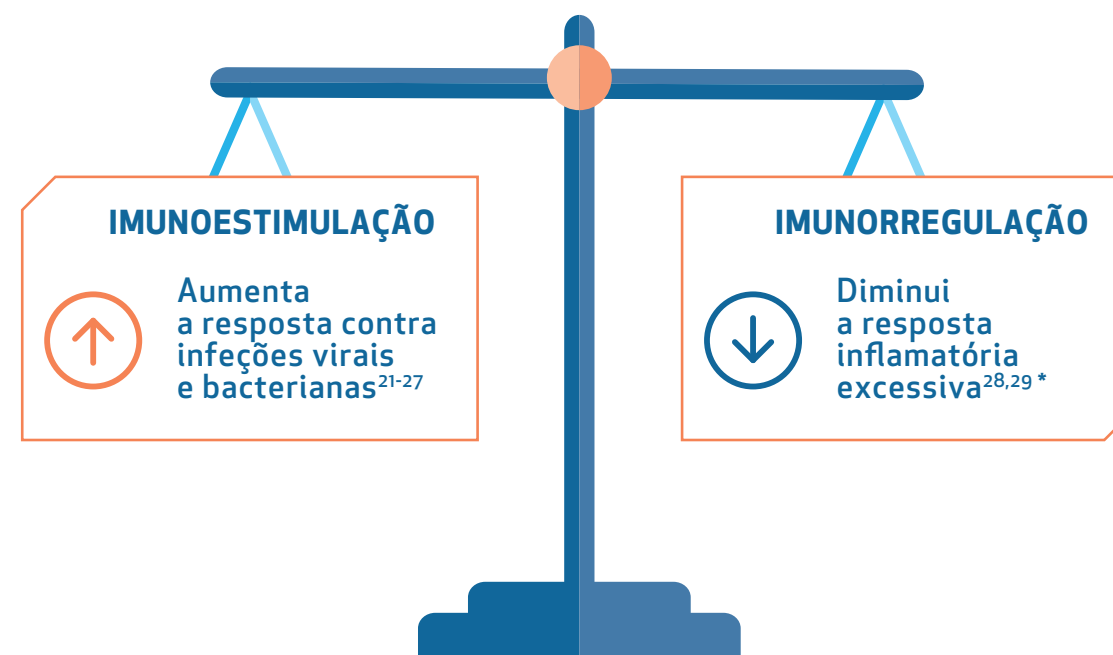 IMUNOESTIMULAÇÃO
Aumenta
a resposta contra
infeções virais
e bacterianas21-27
IMUNORREGULAÇÃO
Diminui
a resposta
inflamatória
excessiva28,29 *